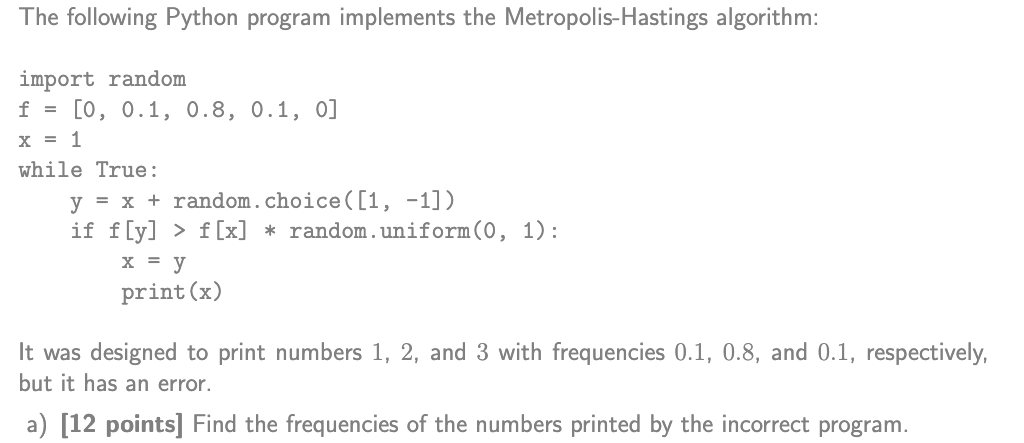 The following Python program implements the Metropolis-Hastings algorithm:
import random
f = [0, 0.1, 0.8, 0.1, 0]
x = 1
while True:
    y = x + random.choice([1, -1])
    if f[y] > f[x] * random.uniform(0, 1):
        x = y
        print(x)
It was designed to print numbers 1, 2, and 3 with frequencies 0.1, 0.8, and 0.1, respectively,
but it has an error.
a) [12 points] Find the frequencies of the numbers printed by the incorrect program.